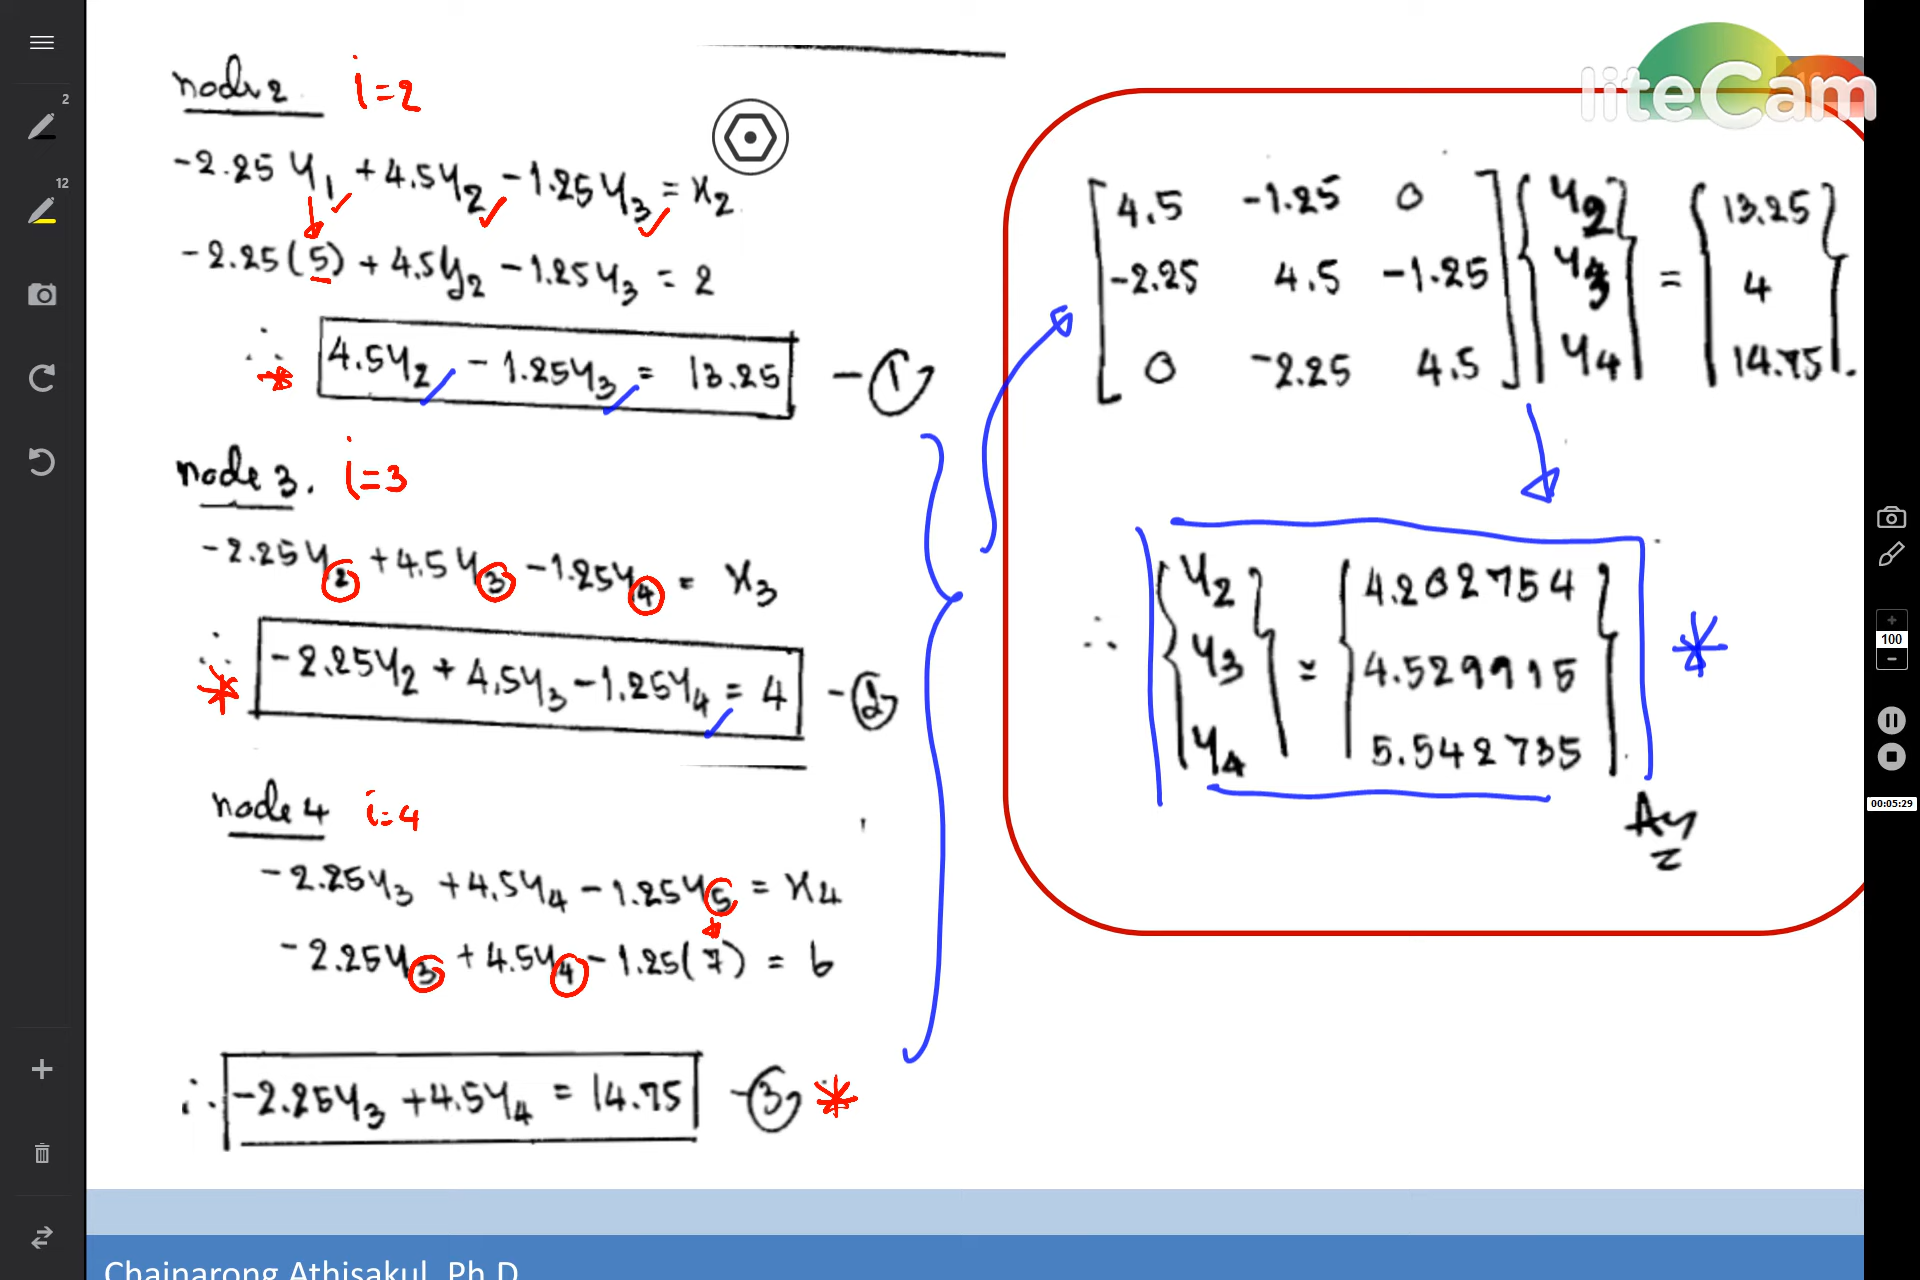 node 2 i=2
-2.25 y1 + 4.5y2 - 1.25y3 = x2
-2.25(5) + 4.5y2 - 1.25y3 = 2
∴ 4.5y2 - 1.25y3 = 13.25 - ①
node 3. i=3
-2.25y2 + 4.5y3 - 1.25y4 = x3
∴ -2.25y2 + 4.5y3 - 1.25y4 = 4 - ②
node 4 i=4
-2.25y3 + 4.5y4 - 1.25y5 = x4
-2.25y3 + 4.5y4 - 1.25(7) = 6
∴ -2.25y3 + 4.5y4 = 14.75 - ③
4.5 -1.25 0 y2 13.25
-2.25 4.5 -1.25 y3 = 4
0 -2.25 4.5 y4 14.75.
y2 4.202754
∴ y3 = 4.529915
y4 5.542735
Ans
liteCam
2
12
100
00:05:29
Chainarong Athisakul, Ph.D